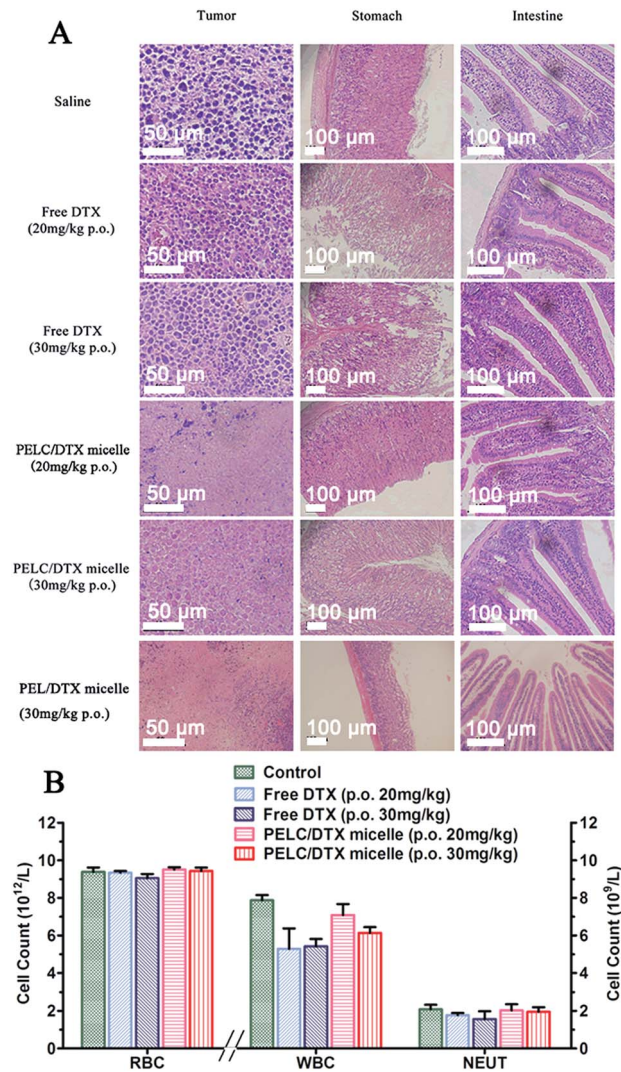 A
Tumor Stomach Intestine
Saline
50 μm 100 μm 100 μm
Free DTX
(20mg/kg p.o.)
50 μm 100 μm 100 μm
Free DTX
(30mg/kg p.o.)
50 μm 100 μm 100 μm
PELC/DTX micelle
(20mg/kg p.o.)
50 μm 100 μm 100 μm
PELC/DTX micelle
(30mg/kg p.o.)
50 μm 100 μm 100 μm
PEL/DTX micelle
(30mg/kg p.o.)
50 μm 100 μm 100 μm
B
Control
Free DTX (p.o. 20mg/kg)
Free DTX (p.o. 30mg/kg)
PELC/DTX micelle (p.o. 20mg/kg)
PELC/DTX micelle (p.o. 30mg/kg)
Cell Count (10¹²/L)
12
10
8
6
4
2
0
Cell Count (10⁹/L)
12
10
8
6
4
2
0
RBC WBC NEUT